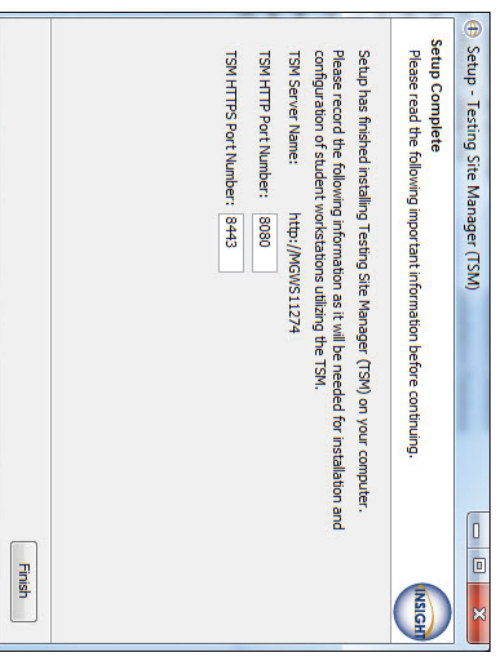 Setup - Testing Site Manager (TSM)
Setup Complete
Please read the following important information before continuing.
INSIGHT
Setup has finished installing Testing Site Manager (TSM) on your computer.
Please record the following information as it will be needed for installation and
configuration of student workstations utilizing the TSM.
TSM Server Name: http://MGWS11274
TSM HTTP Port Number: 8080
TSM HTTPS Port Number: 8443
Finish